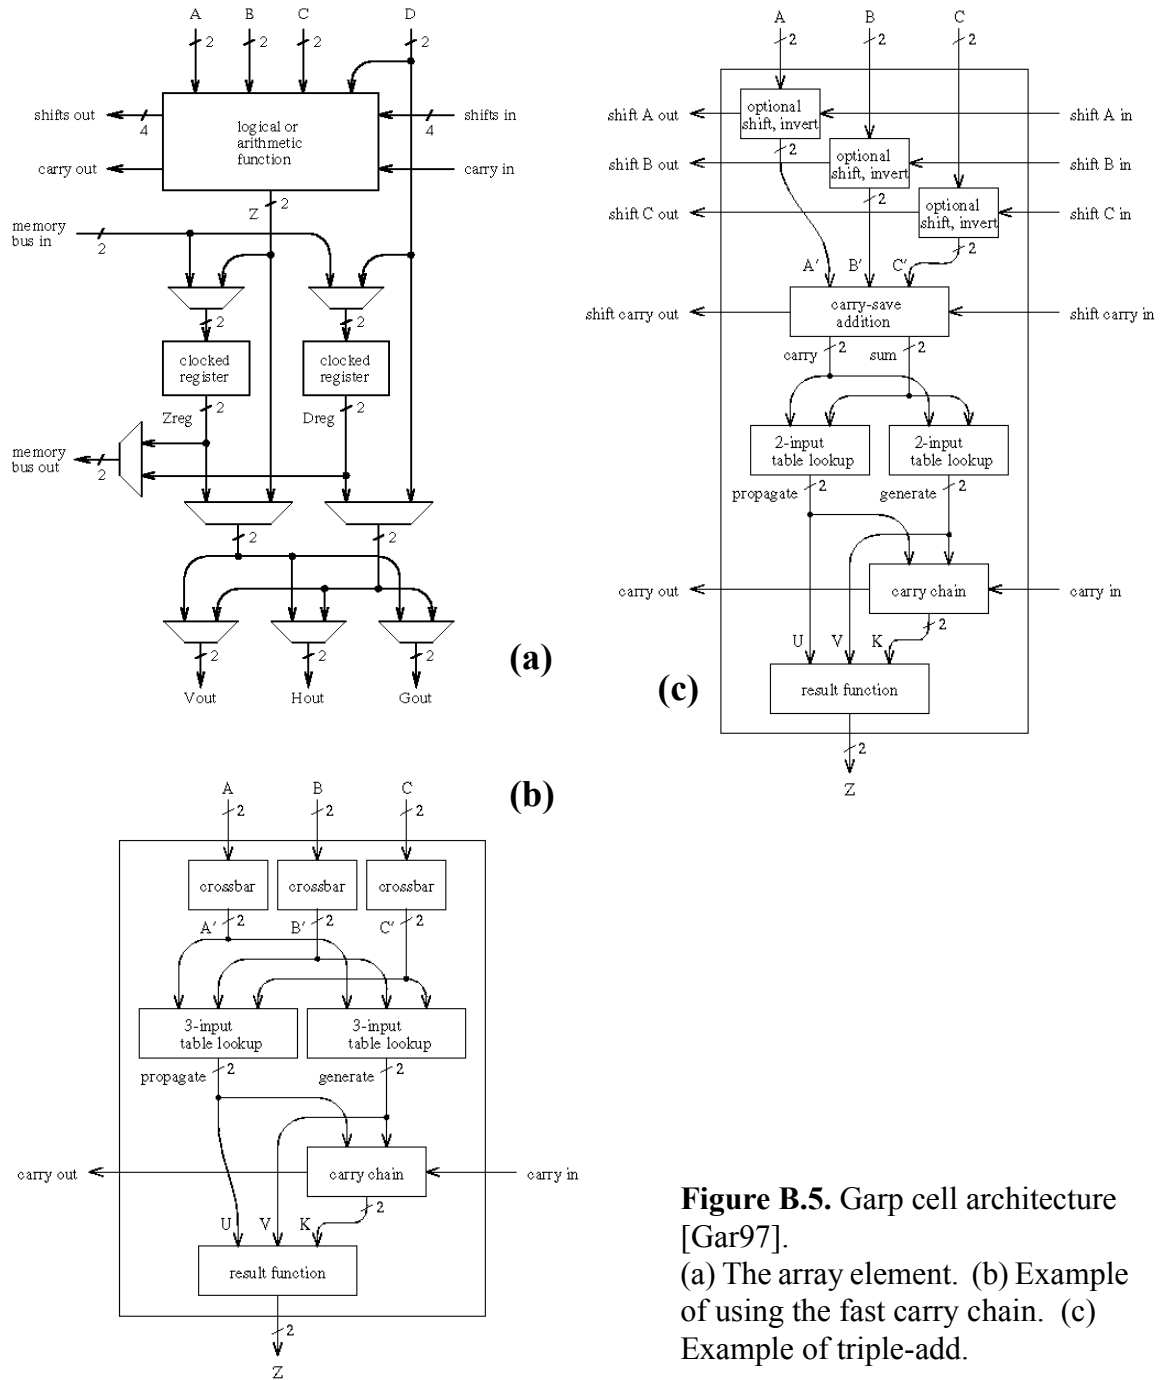 A B C D
2 2 2 2
shifts out
4
logical or
arithmetic
function
4
shifts in
carry out
carry in
Z 2
memory
bus in
2
2 2
clocked
register
clocked
register
Zreg 2
Dreg 2
memory
bus out
2
2 2
2 2 2
Vout Hout Gout
(a)
A B C
2 2 2
shift A out
optional
shift, invert
shift A in
2
shift B out
optional
shift, invert
shift B in
2
shift C out
optional
shift, invert
shift C in
2
A′ B′ C′
shift carry out
carry-save
addition
shift carry in
carry 2 sum 2
2-input
table lookup
2-input
table lookup
propagate 2 generate 2
carry out
carry chain
carry in
2
U V K
result function
2
Z
(c)
(b)
A B C
2 2 2
crossbar crossbar crossbar
A′ 2 B′ 2 C′ 2
3-input
table lookup
3-input
table lookup
propagate 2 generate 2
carry out
carry chain
carry in
2
U V K
result function
2
Z
Figure B.5. Garp cell architecture
[Gar97].
(a) The array element. (b) Example
of using the fast carry chain. (c)
Example of triple-add.